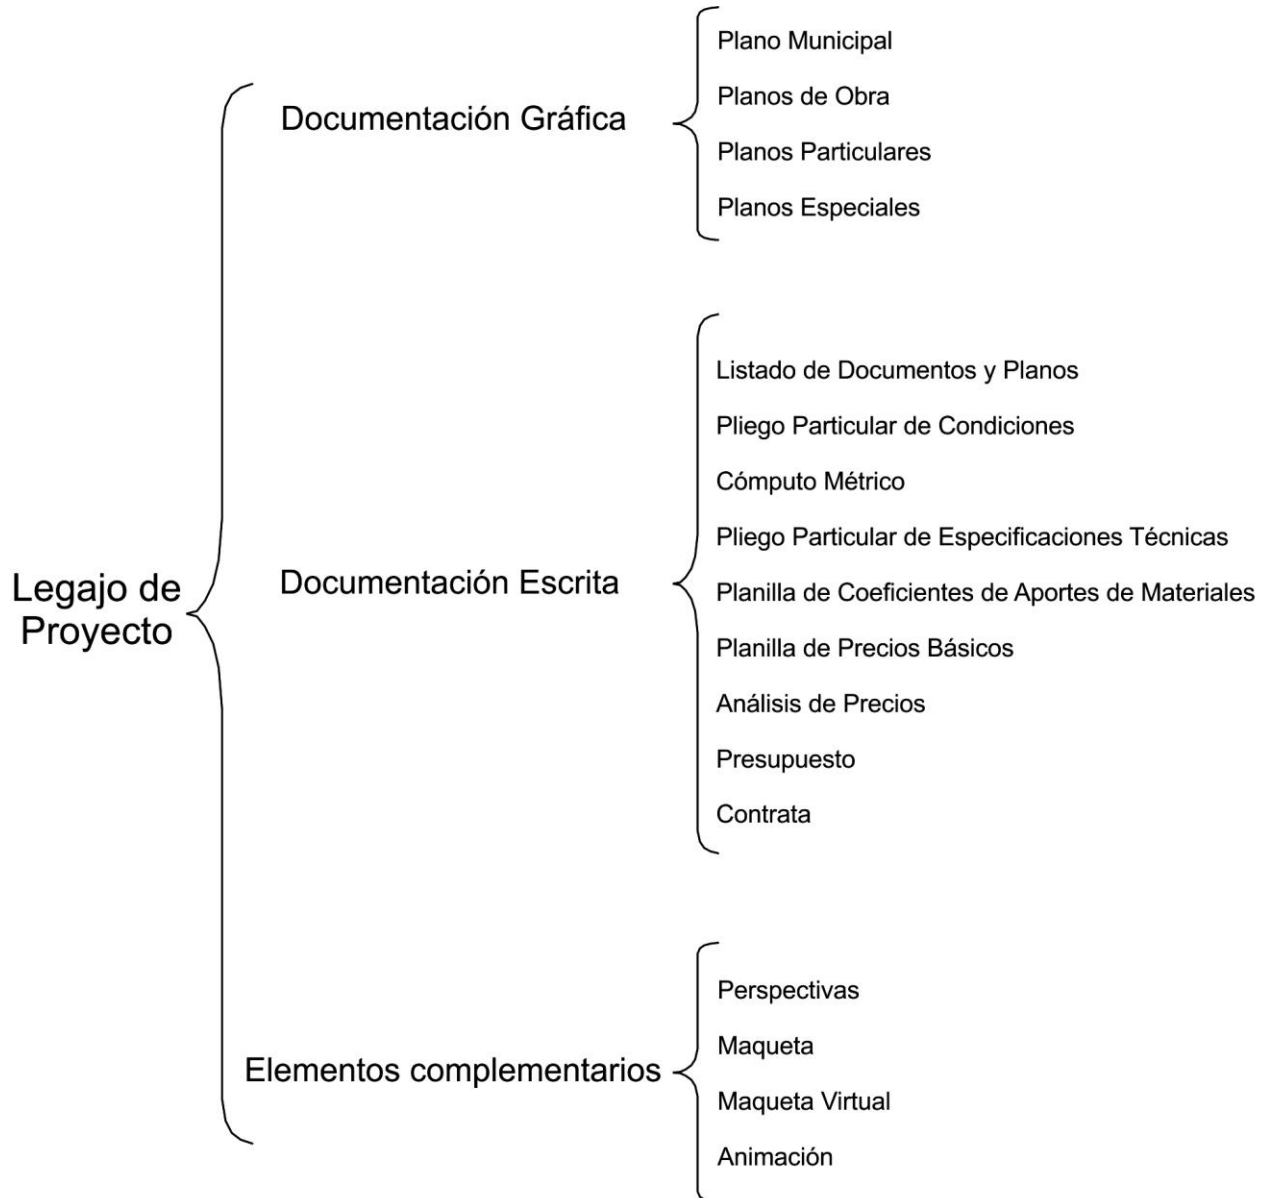 Legajo de
Proyecto
Documentación Gráfica
Plano Municipal
Planos de Obra
Planos Particulares
Planos Especiales
Documentación Escrita
Listado de Documentos y Planos
Pliego Particular de Condiciones
Cómputo Métrico
Pliego Particular de Especificaciones Técnicas
Planilla de Coeficientes de Aportes de Materiales
Planilla de Precios Básicos
Análisis de Precios
Presupuesto
Contrata
Elementos complementarios
Perspectivas
Maqueta
Maqueta Virtual
Animación